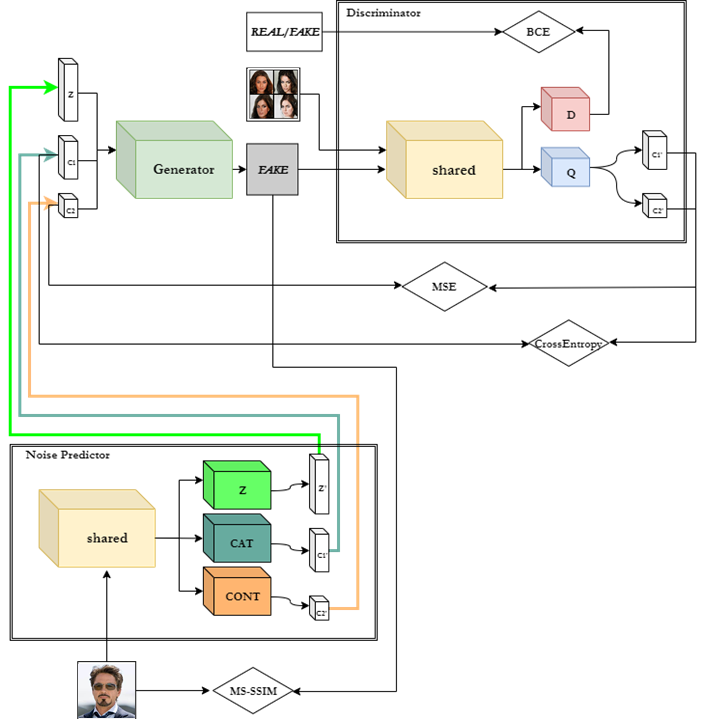 Discriminator
REAL/FAKE
BCE
Z
C1
C2
Generator
FAKE
shared
D
Q
C1'
C2'
MSE
CrossEntropy
Noise Predictor
shared
Z
CAT
CONT
Z'
C1'
C2'
MS-SSIM